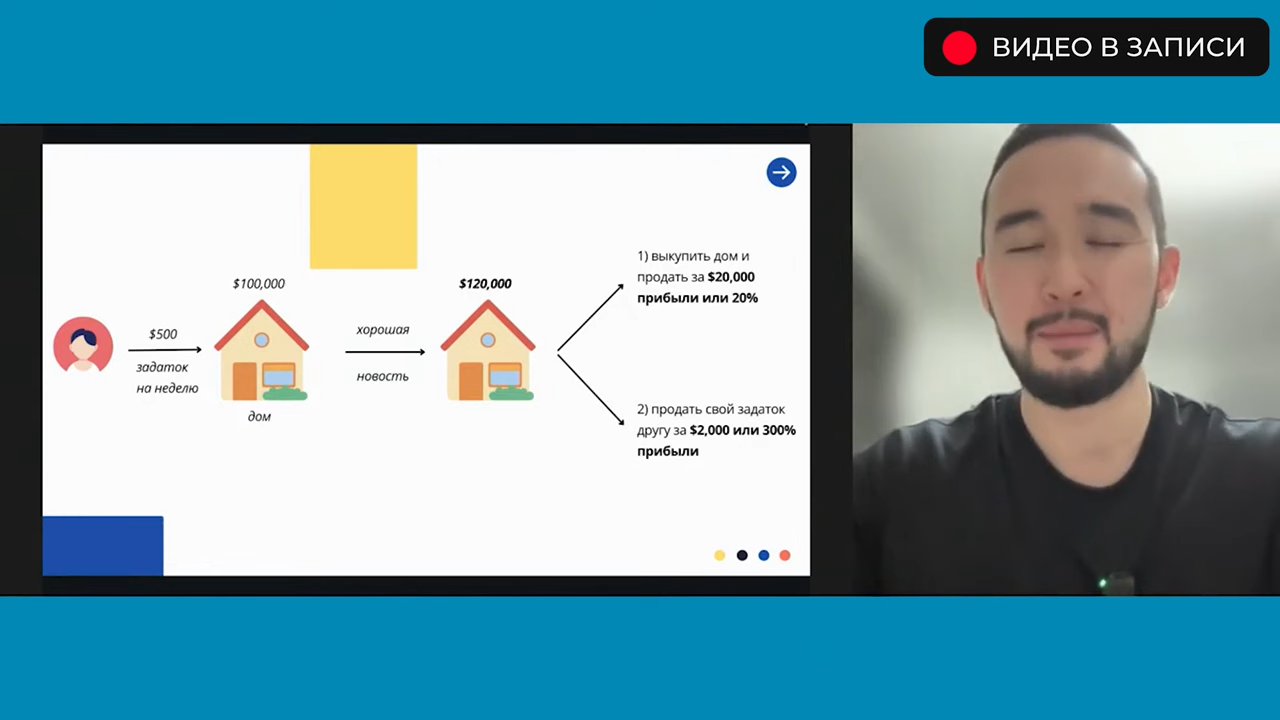 ВИДЕО В ЗАПИСИ
$500
задаток
на неделю
$100,000
дом
хорошая
новость
$120,000
1) выкупить дом и
продать за $20,000
прибыли или 20%
2) продать свой задаток
другу за $2,000 или 300%
прибыли